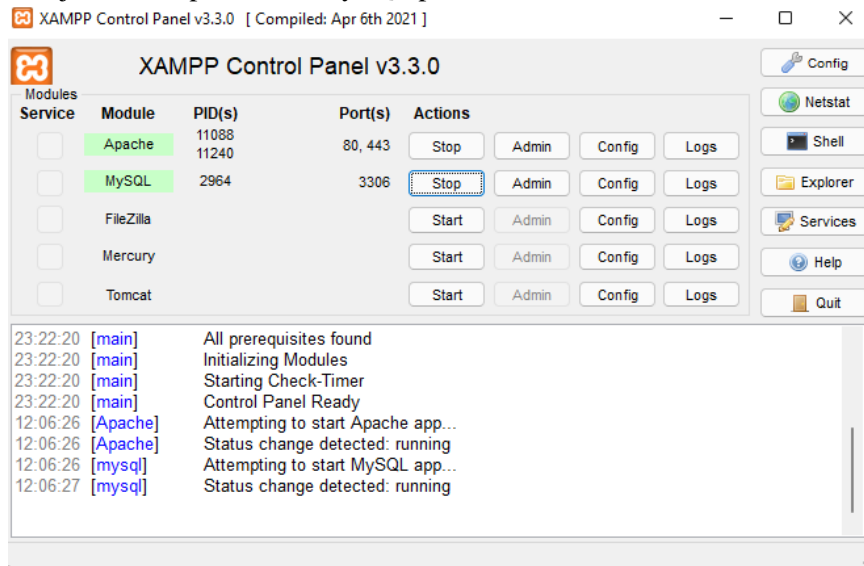 XAMPP Control Panel v3.3.0 [ Compiled: Apr 6th 2021 ]
XAMPP Control Panel v3.3.0
Config
Modules
Service Module PID(s) Port(s) Actions
Netstat
Apache 11088 11240 80, 443 Stop Admin Config Logs
Shell
MySQL 2964 3306 Stop Admin Config Logs
Explorer
FileZilla Start Admin Config Logs
Services
Mercury Start Admin Config Logs
Help
Tomcat Start Admin Config Logs
Quit
23:22:20 [main] All prerequisites found
23:22:20 [main] Initializing Modules
23:22:20 [main] Starting Check-Timer
23:22:20 [main] Control Panel Ready
12:06:26 [Apache] Attempting to start Apache app...
12:06:26 [Apache] Status change detected: running
12:06:26 [mysql] Attempting to start MySQL app...
12:06:27 [mysql] Status change detected: running